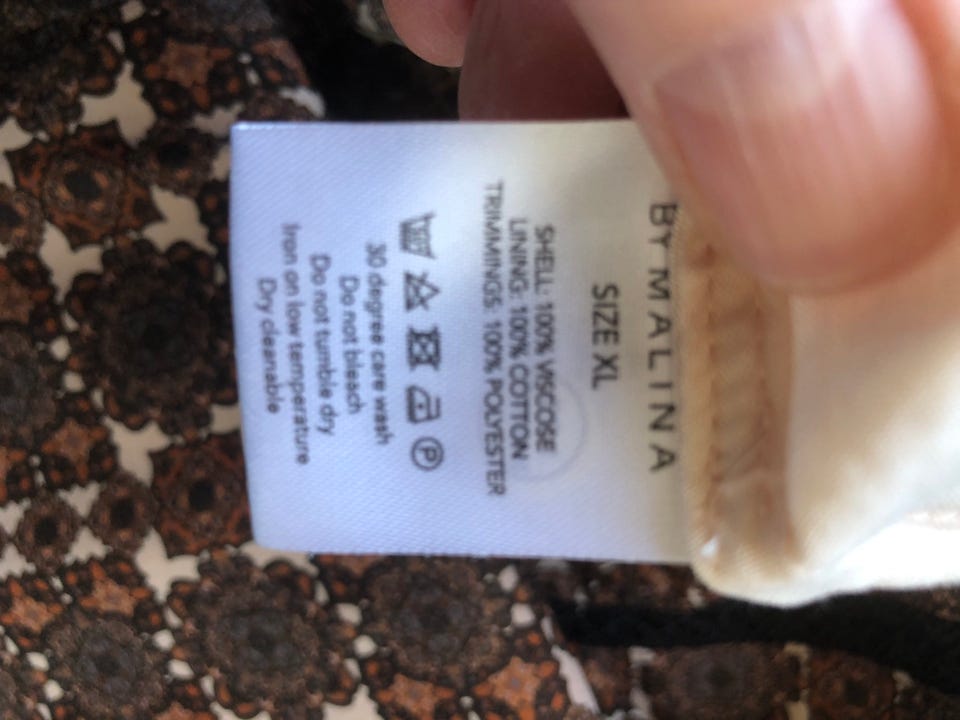 BY MALINA
SIZE XL
SHELL: 100% VISCOSE
LINING: 100% COTTON
TRIMMINGS: 100% POLYESTER
P
30 degree care wash
Do not bleach
Do not tumble dry
Iron on low temperature
Dry cleanable